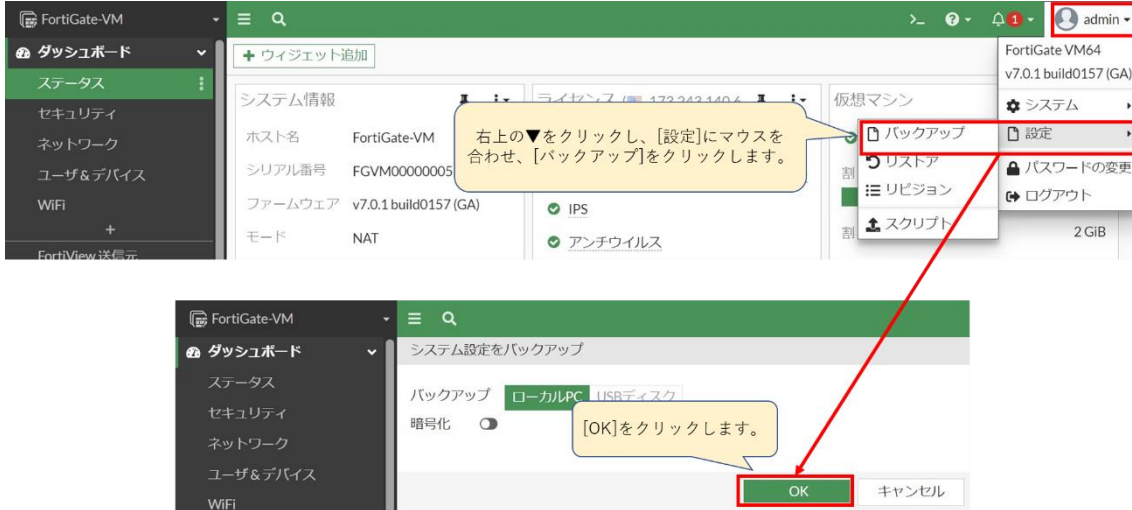 FortiGate-VM
admin
ダッシュボード
ウィジェット追加
FortiGate VM64
v7.0.1 build0157 (GA)
ステータス
システム情報
ライセンス (173.243.140.6
仮想マシン
システム
セキュリティ
ホスト名 FortiGate-VM
右上の▼をクリックし、[設定]にマウスを
合わせ、[バックアップ]をクリックします。
バックアップ
設定
ネットワーク
シリアル番号 FGVM00000005
リストア
パスワードの変更
ユーザ&デバイス
割
リビジョン
ログアウト
WiFi
ファームウェア v7.0.1 build0157 (GA)
IPS
スクリプト
モード NAT
アンチウイルス
割
2 GiB
FortiView 送信元
FortiGate-VM
ダッシュボード
システム設定をバックアップ
ステータス
バックアップ ローカルPC USBディスク
セキュリティ
暗号化
[OK]をクリックします。
ネットワーク
ユーザ&デバイス
OK
キャンセル
WiFi